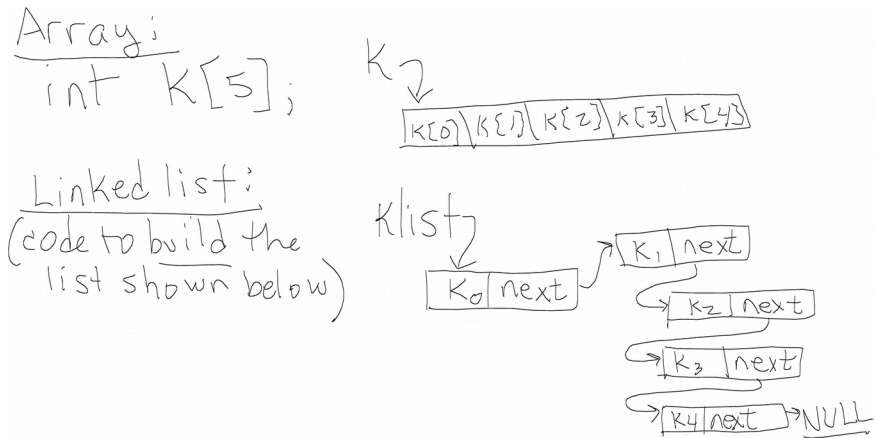 Array:
int K[5];
K
K[0] K[1] K[2] K[3] K[4]
Linked list:
(code to build the
list shown below)
Klist
K0 next
K1 next
K2 next
K3 next
K4 next
NULL